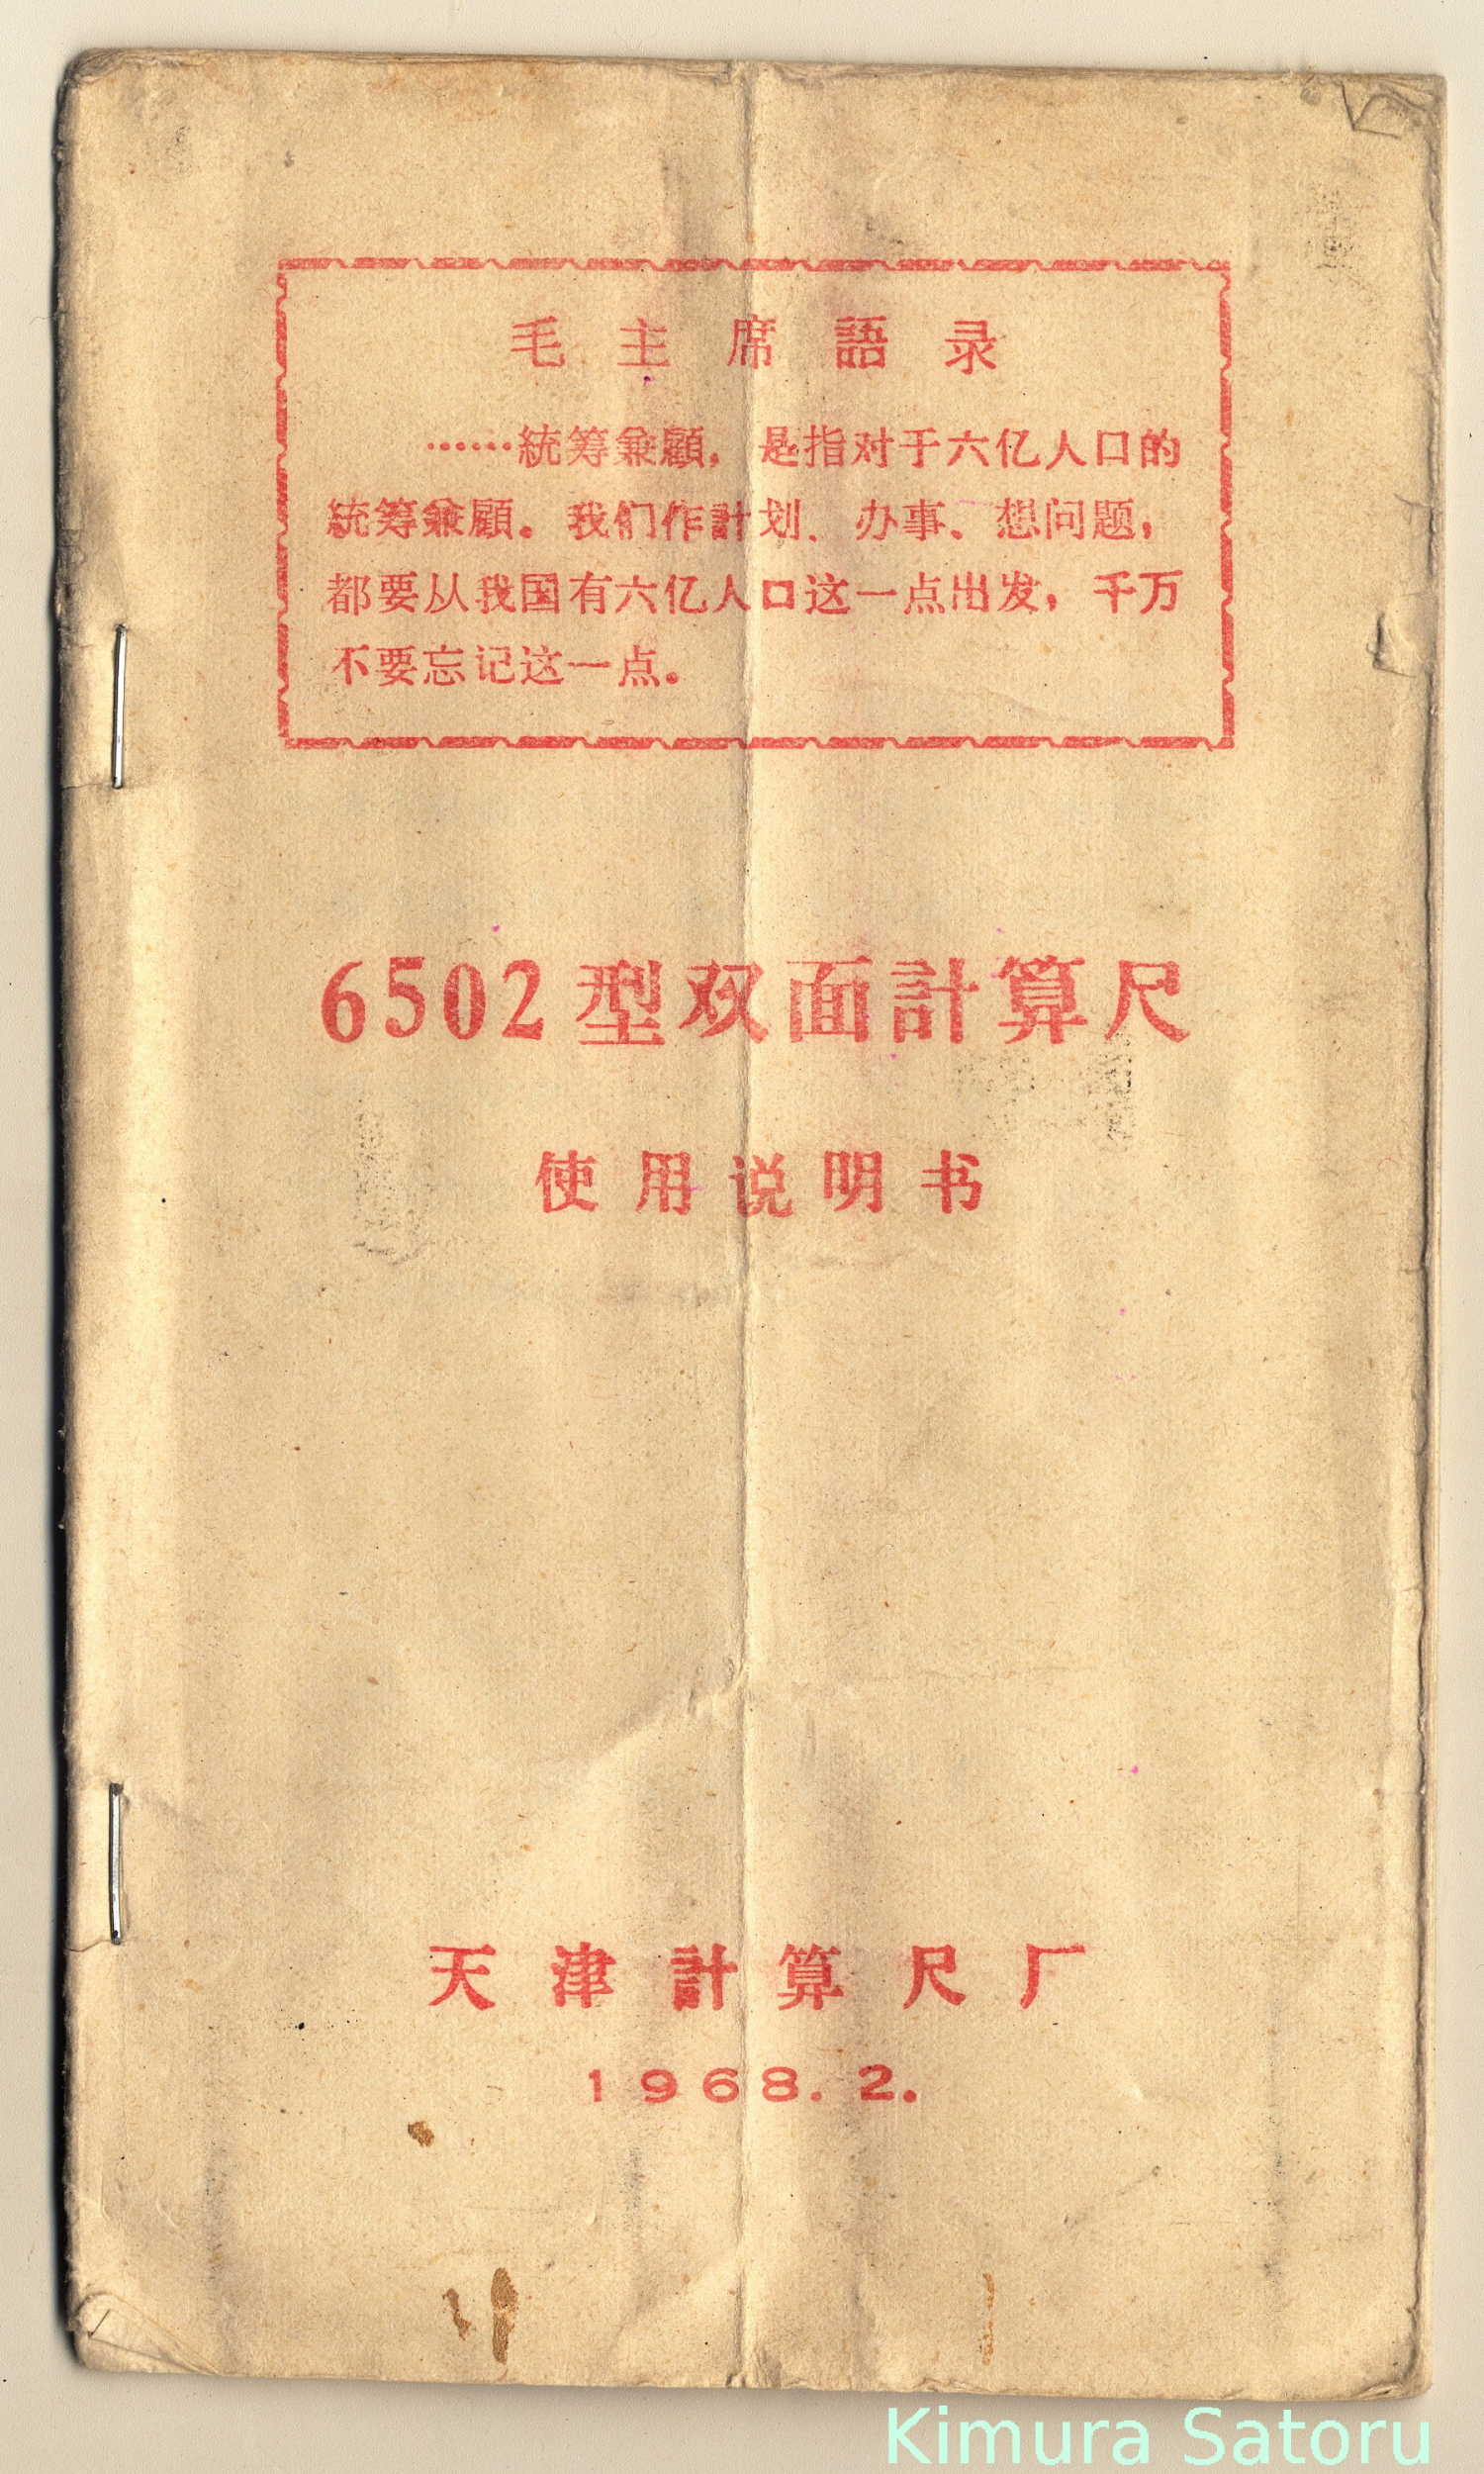 毛主席語录
……統筹兼顧，是指对于六亿人口的
統筹兼顧。我们作計划、办事、想问题，
都要从我国有六亿人口这一点出发，千万
不要忘记这一点。
6502型双面計算尺
使用说明书
天津計算尺厂
1968.2.
Kimura Satoru